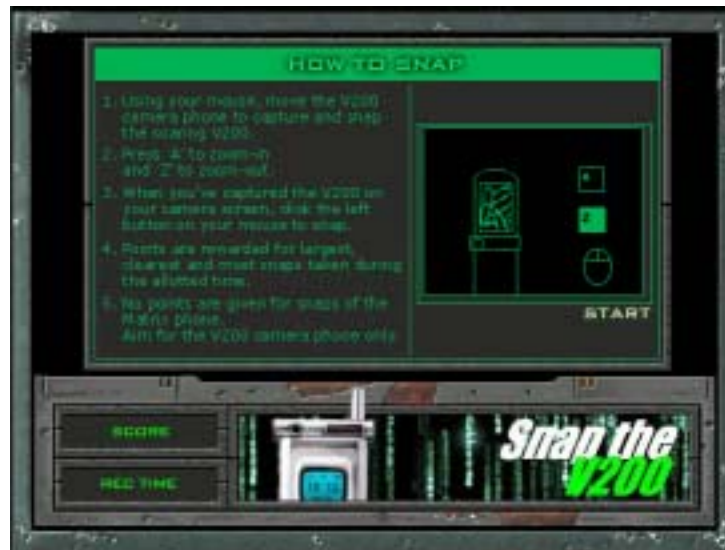 HOW TO SNAP
1. Using your mouse, move the V200
camera phone to capture and snap
the soaring V200.
2. Press 'A' to zoom-in
and 'Z' to zoom-out.
3. When you've captured the V200 on
your camera screen, click the left
button on your mouse to snap.
4. Points are rewarded for largest,
clearest and most snaps taken during
the allotted time.
5. No points are given for snaps of the
Matrix phone.
Aim for the V200 camera phone only
A
Z
START
SCORE
REC TIME
Snap the
V200